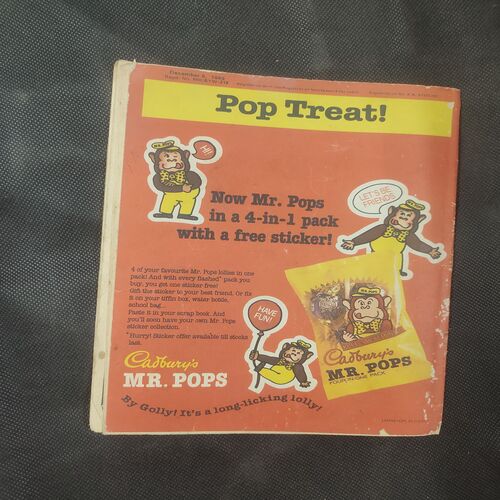 Pop Treat!
Now Mr. Pops
in a 4-in-1 pack
with a free sticker!
LET'S BE
FRIENDS
4 of your favourite Mr. Pops lollies in one
pack! And with every flashed* pack you
buy, you get one sticker free!
Gift the sticker to your best friend. Or fix
it on your tiffin box, water bottle,
school bag...
Paste it in your scrap book. And
you'll soon have your own Mr. Pops
sticker collection.
*Hurry! Sticker offer available till stocks
last.
HAVE
FUN!
Cadbury's
MR. POPS
By Golly! It's a long-licking lolly!
Cadbury's
MR. POPS
FOUR-IN-ONE PACK